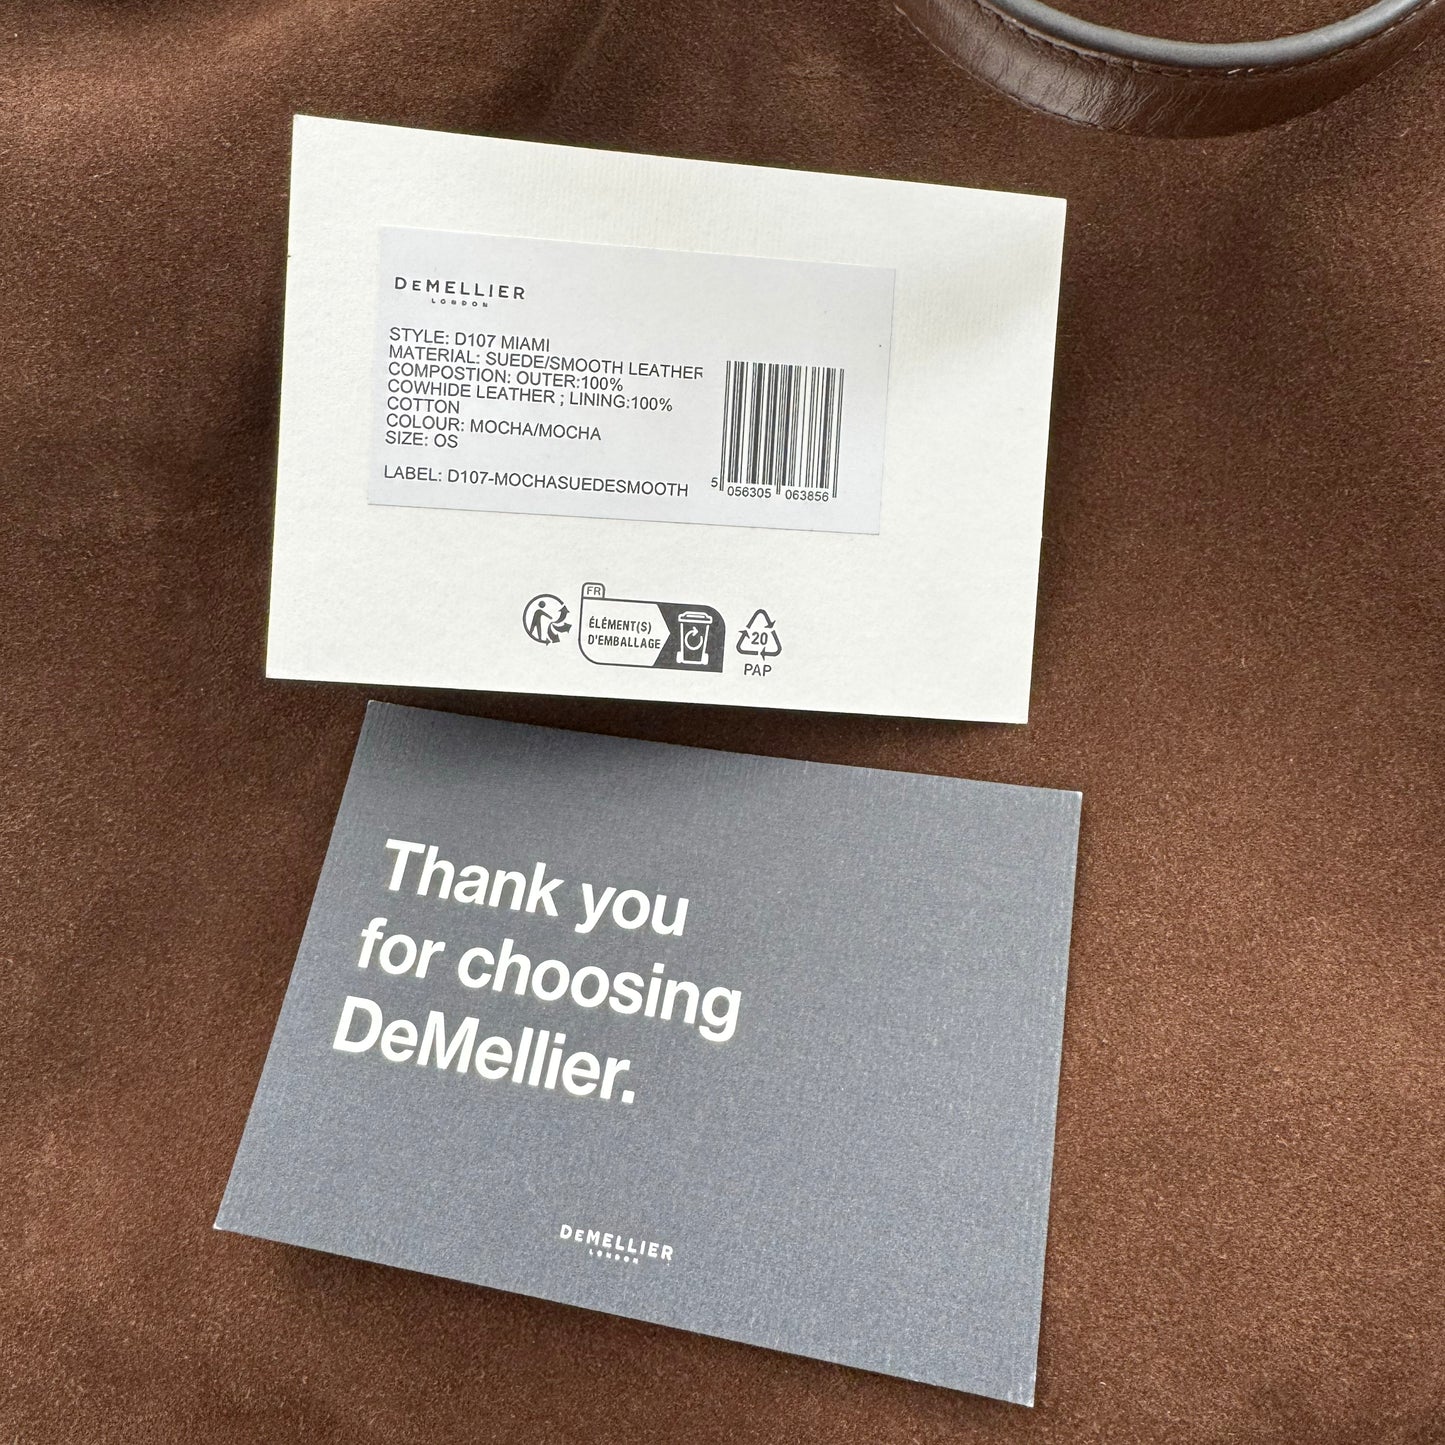 DEMELLIER
LONDON
STYLE: D107 MIAMI
MATERIAL: SUEDE/SMOOTH LEATHER
COMPOSTION: OUTER:100%
COWHIDE LEATHER ; LINING:100%
COTTON
COLOUR: MOCHA/MOCHA
SIZE: OS
LABEL: D107-MOCHASUEDESMOOTH
5 056305 063856
FR
ÉLÉMENT(S)
D'EMBALLAGE
20
PAP
Thank you
for choosing
DeMellier.
DEMELLIER
LONDON